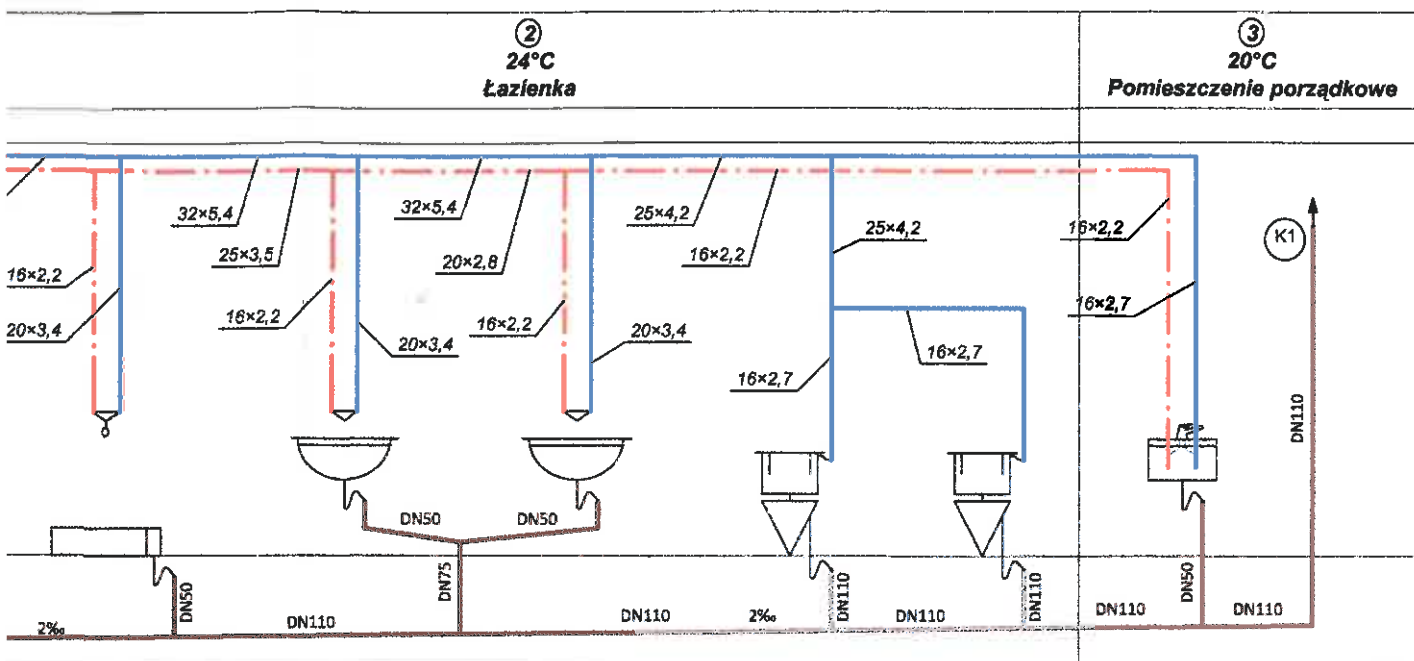 2
24°C
Łazienka
3
20°C
Pomieszczenie porządkowe
32×5,4
25×3,5
32×5,4
20×2,8
25×4,2
16×2,2
25×4,2
16×2,2
K1
16×2,2
20×3,4
16×2,2
20×3,4
16×2,2
20×3,4
16×2,7
16×2,7
16×2,7
DN110
DN50
DN50
DN50
DN75
DN110
DN110
DN50
2‰
DN110
DN110
2‰
DN110
DN110
DN110